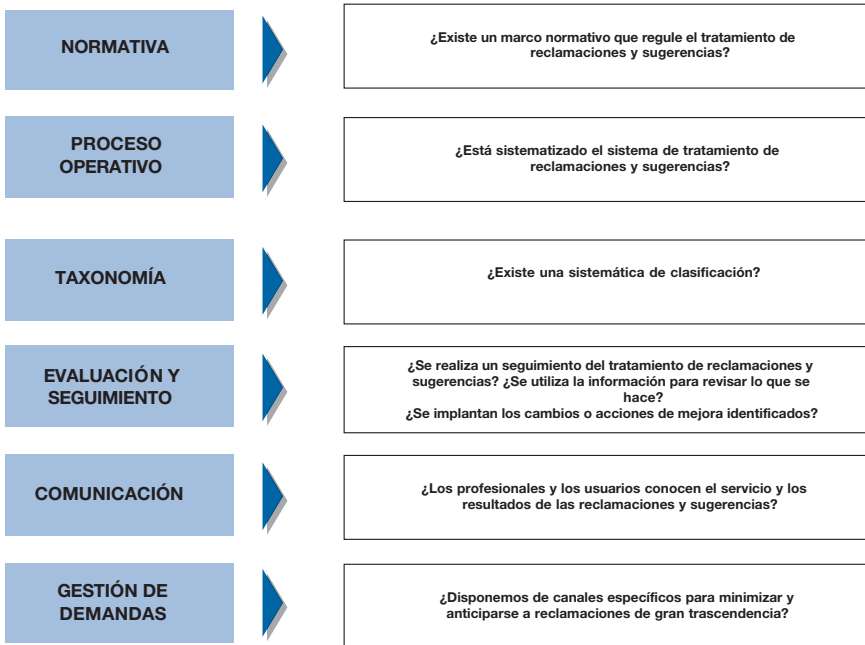 NORMATIVA
¿Existe un marco normativo que regule el tratamiento de
reclamaciones y sugerencias?
PROCESO
OPERATIVO
¿Está sistematizado el sistema de tratamiento de
reclamaciones y sugerencias?
TAXONOMÍA
¿Existe una sistemática de clasificación?
EVALUACIÓN Y
SEGUIMIENTO
¿Se realiza un seguimiento del tratamiento de reclamaciones y
sugerencias? ¿Se utiliza la información para revisar lo que se
hace?
¿Se implantan los cambios o acciones de mejora identificados?
COMUNICACIÓN
¿Los profesionales y los usuarios conocen el servicio y los
resultados de las reclamaciones y sugerencias?
GESTIÓN DE
DEMANDAS
¿Disponemos de canales específicos para minimizar y
anticiparse a reclamaciones de gran trascendencia?